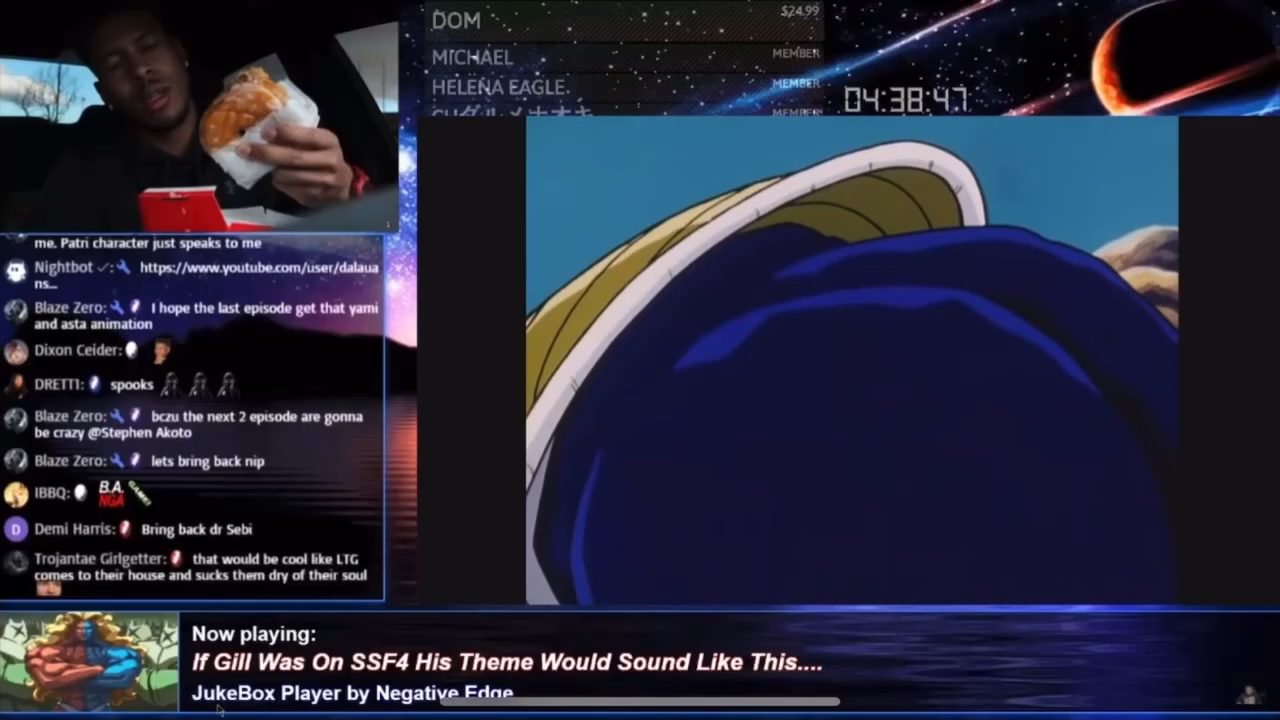 DOM
$24.99
MICHAEL
MEMBER
HELENA EAGLE
MEMBER
MEMBER
04:38:47
me. Patri character just speaks to me
Nightbot ✓: https://www.youtube.com/user/dalaua
ns...
Blaze Zero: I hope the last episode get that yami
and asta animation
Dixon Ceider:
DRETT1: spooks
Blaze Zero: bczu the next 2 episode are gonna
be crazy @Stephen Akoto
Blaze Zero: lets bring back nip
IBBQ: B.A. NGA GAME!
D Demi Harris: Bring back dr Sebi
Trojantae Girlgetter: that would be cool like LTG
comes to their house and sucks them dry of their soul
Now playing:
If Gill Was On SSF4 His Theme Would Sound Like This....
JukeBox Player by Negative Edge